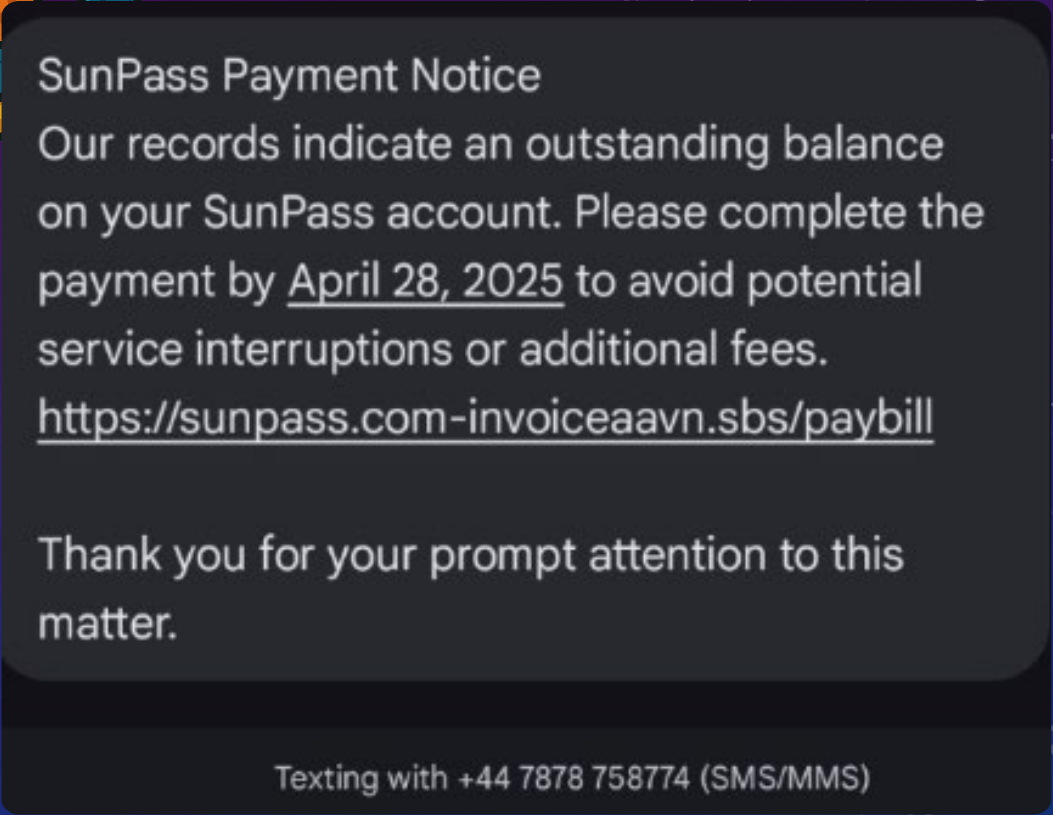 SunPass Payment Notice
Our records indicate an outstanding balance
on your SunPass account. Please complete the
payment by April 28, 2025 to avoid potential
service interruptions or additional fees.
https://sunpass.com-invoiceaavn.sbs/paybill
Thank you for your prompt attention to this
matter.
Texting with +44 7878 758774 (SMS/MMS)